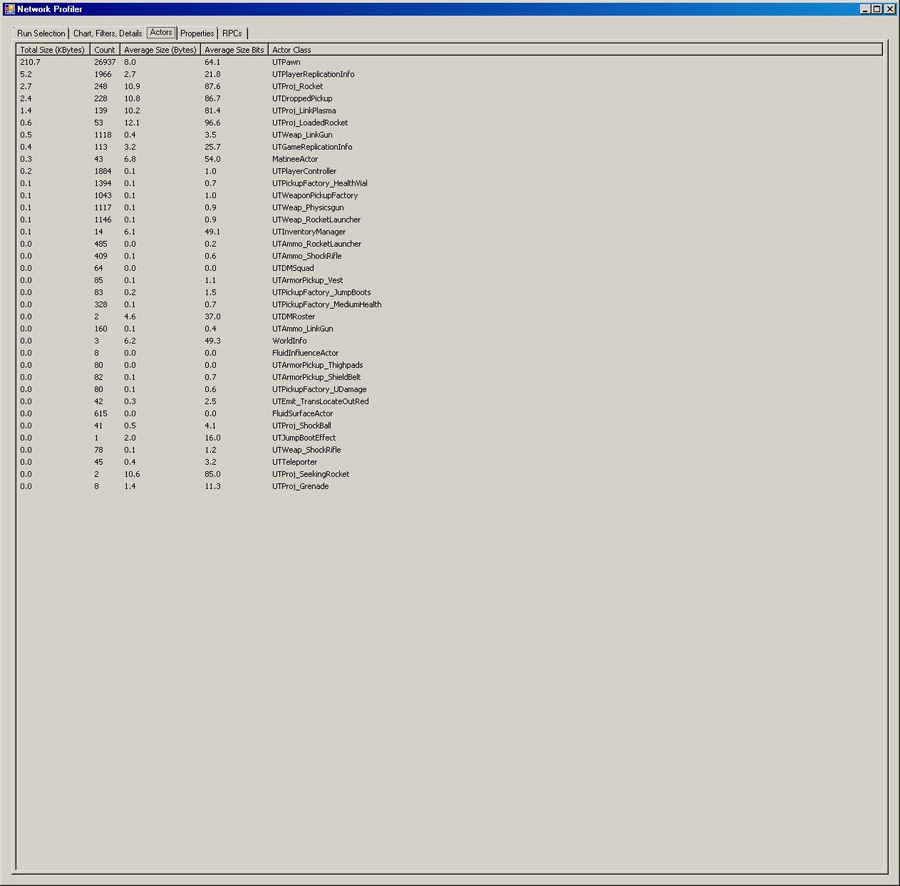 Network Profiler
Run Selection Chart, Filters, Details Actors Properties RPCs
Total Size (KBytes) Count Average Size (Bytes) Average Size Bits Actor Class
210.7 26937 8.0 64.1 UTPawn
5.2 1966 2.7 21.8 UTPlayerReplicationInfo
2.7 248 10.9 87.6 UTProj_Rocket
2.4 228 10.8 86.7 UTDroppedPickup
1.4 139 10.2 81.4 UTProj_LinkPlasma
0.6 53 12.1 96.6 UTProj_LoadedRocket
0.5 1118 0.4 3.5 UTWeap_LinkGun
0.4 113 3.2 25.7 UTGameReplicationInfo
0.3 43 6.8 54.0 MatineeActor
0.2 1884 0.1 1.0 UTPlayerController
0.1 1394 0.1 0.7 UTPickupFactory_HealthVial
0.1 1043 0.1 1.0 UTWeaponPickupFactory
0.1 1117 0.1 0.9 UTWeap_Physicsgun
0.1 1146 0.1 0.9 UTWeap_RocketLauncher
0.1 14 6.1 49.1 UTInventoryManager
0.0 485 0.0 0.2 UTAmmo_RocketLauncher
0.0 409 0.1 0.6 UTAmmo_ShockRifle
0.0 64 0.0 0.0 UTDMSquad
0.0 85 0.1 1.1 UTArmorPickup_Vest
0.0 83 0.2 1.5 UTPickupFactory_JumpBoots
0.0 328 0.1 0.7 UTPickupFactory_MediumHealth
0.0 2 4.6 37.0 UTDMRoster
0.0 160 0.1 0.4 UTAmmo_LinkGun
0.0 3 6.2 49.3 WorldInfo
0.0 8 0.0 0.0 FluidInfluenceActor
0.0 80 0.0 0.0 UTArmorPickup_Thighpads
0.0 82 0.1 0.7 UTArmorPickup_ShieldBelt
0.0 80 0.1 0.6 UTPickupFactory_UDamage
0.0 42 0.3 2.5 UTEmit_TransLocateOutRed
0.0 615 0.0 0.0 FluidSurfaceActor
0.0 41 0.5 4.1 UTProj_ShockBall
0.0 1 2.0 16.0 UTJumpBootEffect
0.0 78 0.1 1.2 UTWeap_ShockRifle
0.0 45 0.4 3.2 UTTeleporter
0.0 2 10.6 85.0 UTProj_SeekingRocket
0.0 8 1.4 11.3 UTProj_Grenade